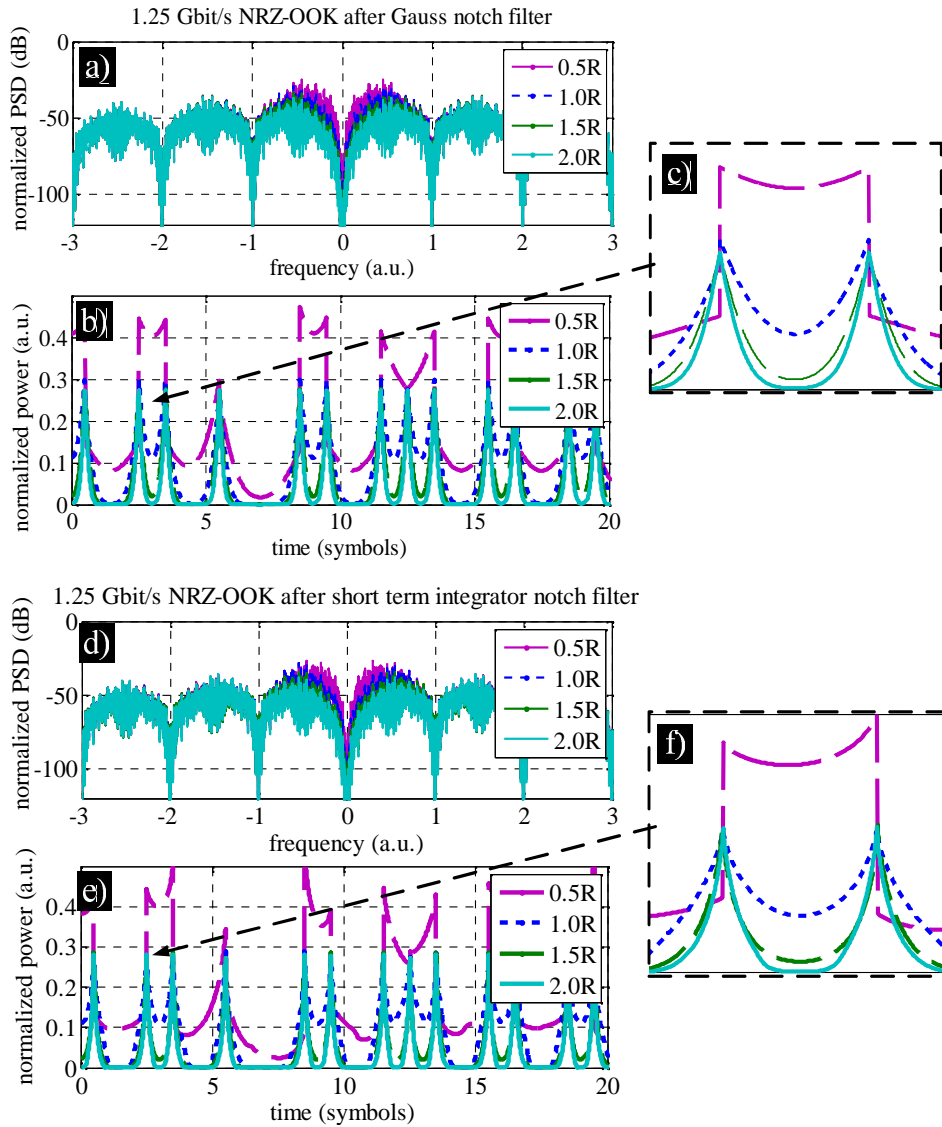 1.25 Gbit/s NRZ-OOK after Gauss notch filter
a)
normalized PSD (dB)
0
-50
-100
0.5R
1.0R
1.5R
2.0R
-3 -2 -1 0 1 2 3
frequency (a.u.)
b)
normalized power (a.u.)
0.4
0.3
0.2
0.1
0
0.5R
1.0R
1.5R
2.0R
0 5 10 15 20
time (symbols)
c)
1.25 Gbit/s NRZ-OOK after short term integrator notch filter
d)
normalized PSD (dB)
0
-50
-100
0.5R
1.0R
1.5R
2.0R
-3 -2 -1 0 1 2 3
frequency (a.u.)
e)
normalized power (a.u.)
0.4
0.3
0.2
0.1
0
0.5R
1.0R
1.5R
2.0R
0 5 10 15 20
time (symbols)
f)